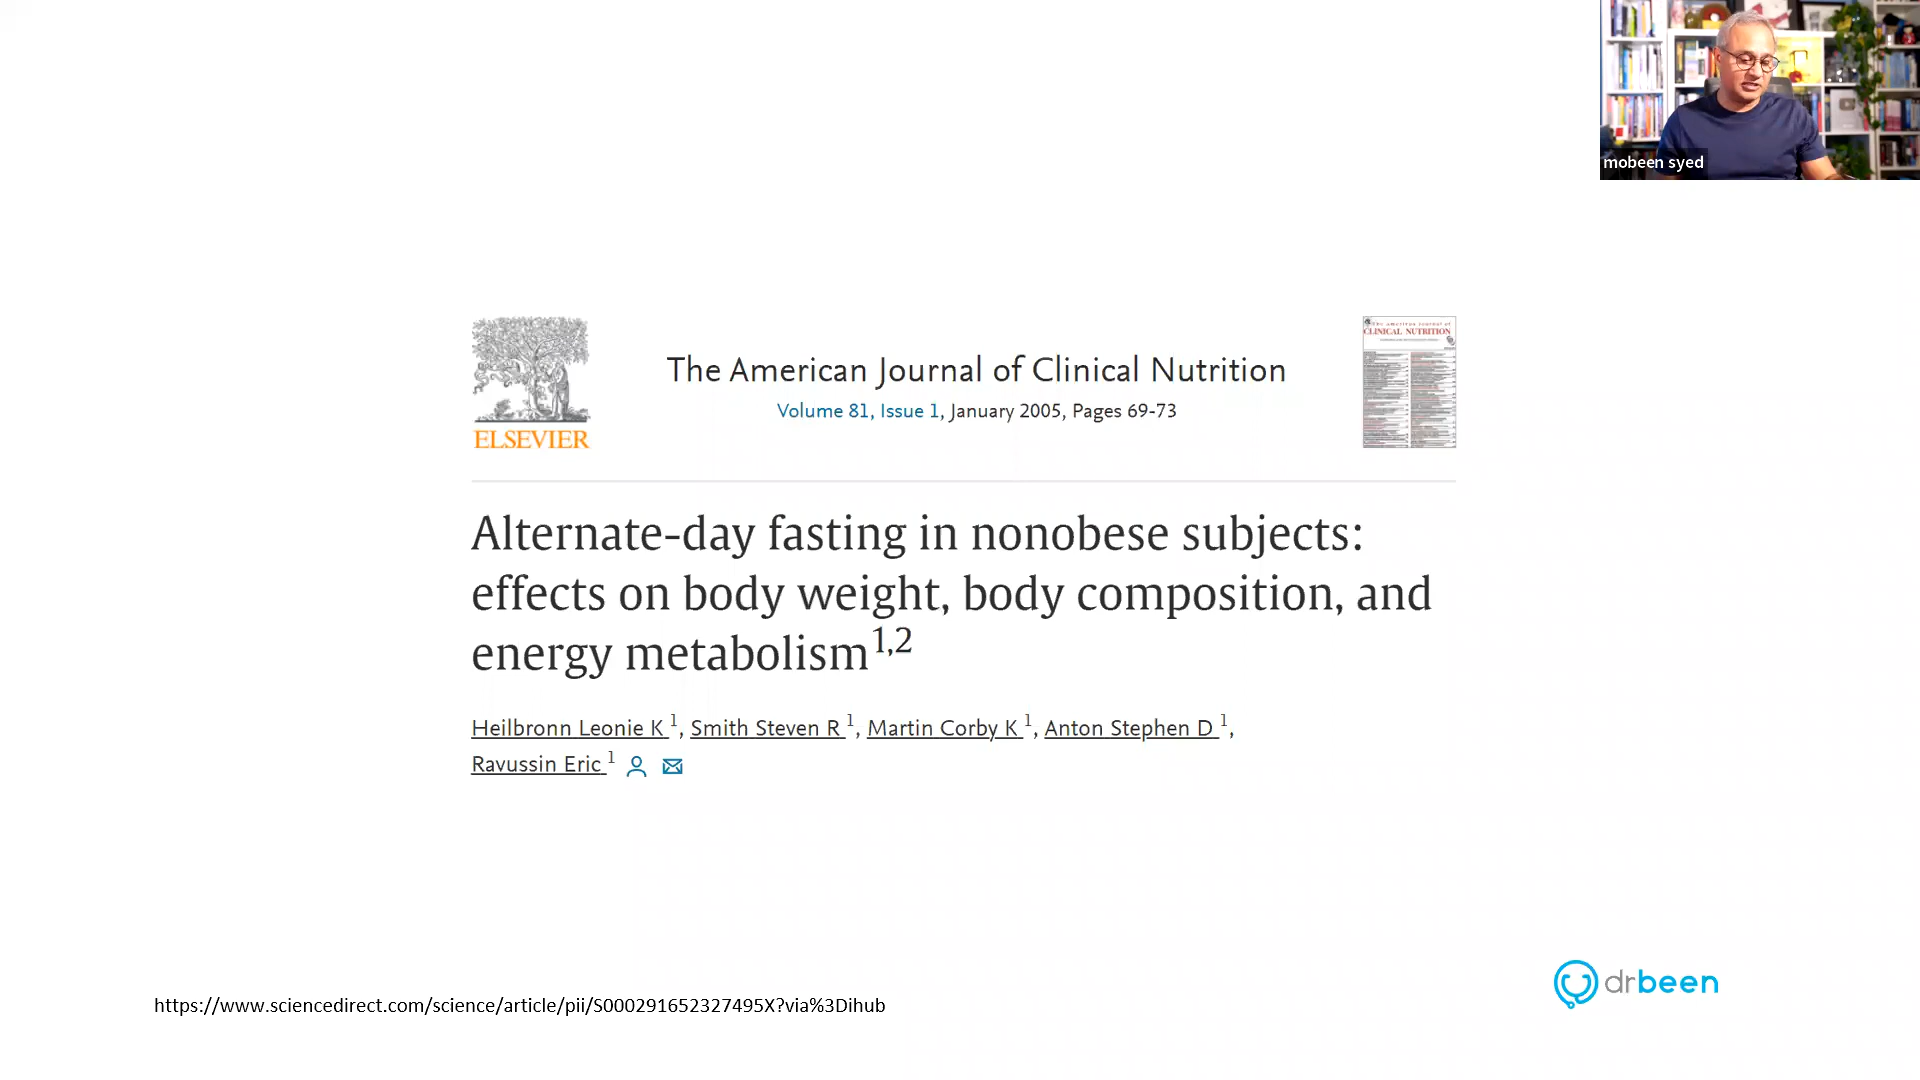 mobeen syed
The American Journal of Clinical Nutrition
Volume 81, Issue 1, January 2005, Pages 69-73
ELSEVIER
CLINICAL NUTRITION
Alternate-day fasting in nonobese subjects:
effects on body weight, body composition, and
energy metabolism1,2
Heilbronn Leonie K 1, Smith Steven R 1, Martin Corby K 1, Anton Stephen D 1,
Ravussin Eric 1
https://www.sciencedirect.com/science/article/pii/S000291652327495X?via%3Dihub
drbeen